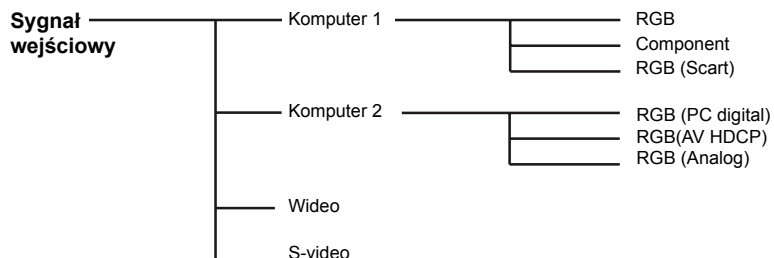 Sygnał
wejściowy
Komputer 1
RGB
Component
RGB (Scart)
Komputer 2
RGB (PC digital)
RGB(AV HDCP)
RGB (Analog)
Wideo
S-video